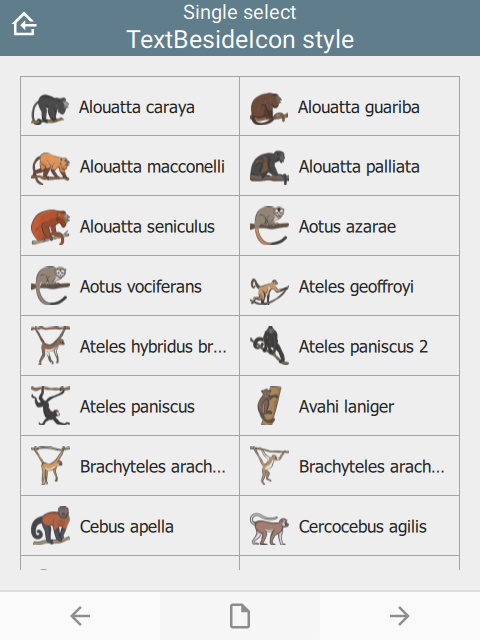 Single select
TextBesideIcon style
Alouatta caraya
Alouatta guariba
Alouatta macconelli
Alouatta palliata
Alouatta seniculus
Aotus azarae
Aotus vociferans
Ateles geoffroyi
Ateles hybridus br...
Ateles paniscus 2
Ateles paniscus
Avahi laniger
Brachyteles arach...
Brachyteles arach...
Cebus apella
Cercocebus agilis